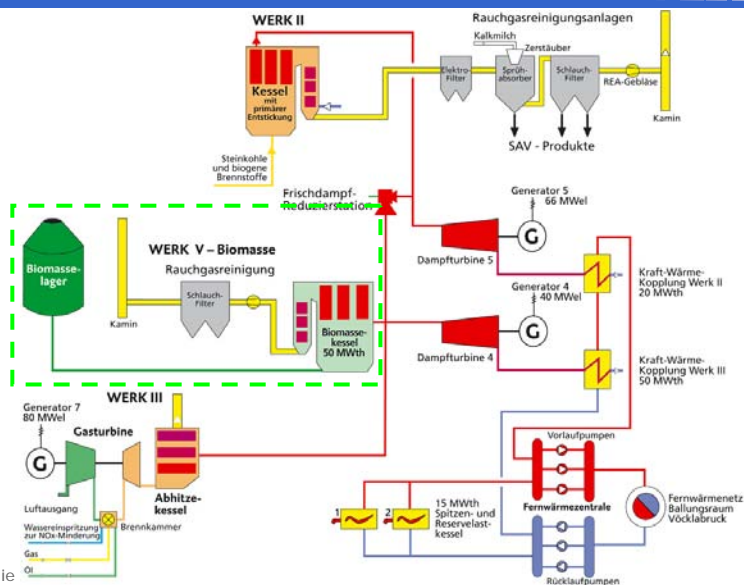 WERK II
Rauchgasreinigungsanlagen
Kalkmilch
Zerstäuber
Kessel
mit
primärer
Entstickung
Elektro-
Filter
Sprüh-
absorber
Schlauch-
Filter
REA-Gebläse
Kamin
SAV - Produkte
Steinkohle
und biogene
Brennstoffe
Frischdampf-
Reduzierstation
Generator 5
66 MWel
G
Dampfturbine 5
Kraft-Wärme-
Kopplung Werk II
20 MWth
WERK V – Biomasse
Rauchgasreinigung
Biomasse-
lager
Schlauch-
Filter
Kamin
Biomasse-
kessel
50 MWth
Generator 4
40 MWel
G
Dampfturbine 4
Kraft-Wärme-
Kopplung Werk III
50 MWth
WERK III
Generator 7
80 MWel
Gasturbine
G
Abhitze-
kessel
Luftausgang
Brennkammer
Wassereinspritzung
zur NOx-Minderung
Gas
Öl
1
2
15 MWth
Spitzen- und
Reservelast-
kessel
Vorlaufpumpen
Fernwärmezentrale
Rücklaufpumpen
Fernwärmenetz
Ballungsraum
Vöcklabruck
ie